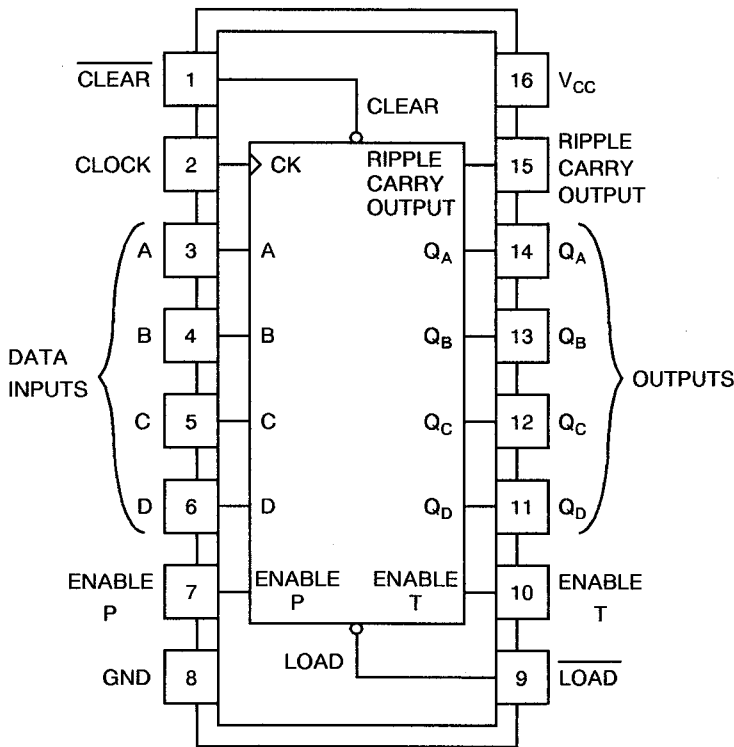 CLEAR 1 16 VCC
CLEAR
CLOCK 2 CK RIPPLE CARRY OUTPUT 15 RIPPLE CARRY OUTPUT
A 3 A QA 14 QA
B 4 B QB 13 QB
DATA INPUTS OUTPUTS
C 5 C QC 12 QC
D 6 D QD 11 QD
ENABLE P 7 ENABLE P ENABLE T 10 ENABLE T
LOAD
GND 8 9 LOAD